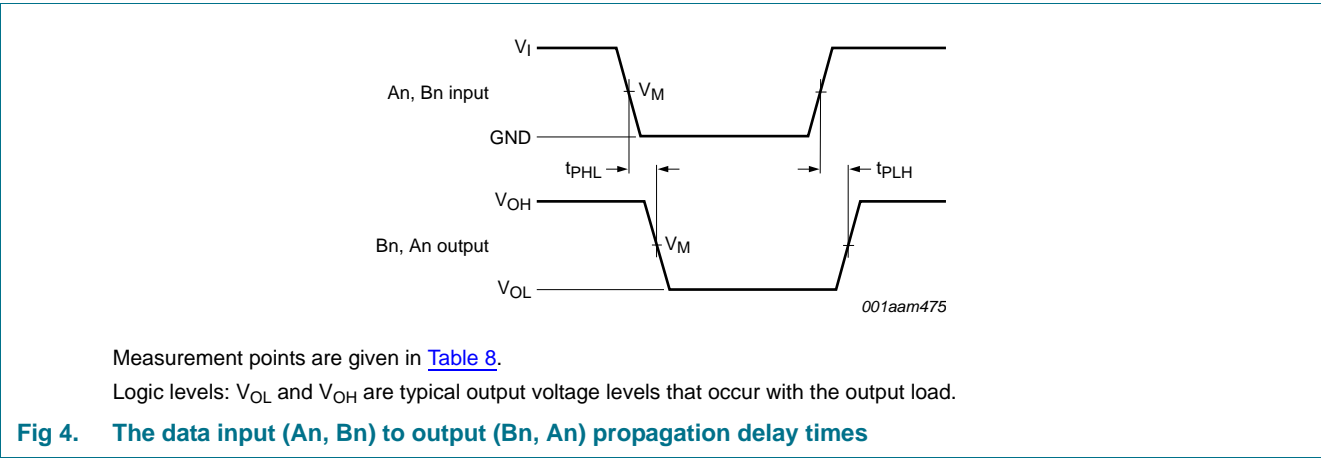 VI
An, Bn input
VM
GND
tPHL
tPLH
VOH
Bn, An output
VM
VOL
001aam475
Measurement points are given in Table 8.
Logic levels: VOL and VOH are typical output voltage levels that occur with the output load.
Fig 4. The data input (An, Bn) to output (Bn, An) propagation delay times